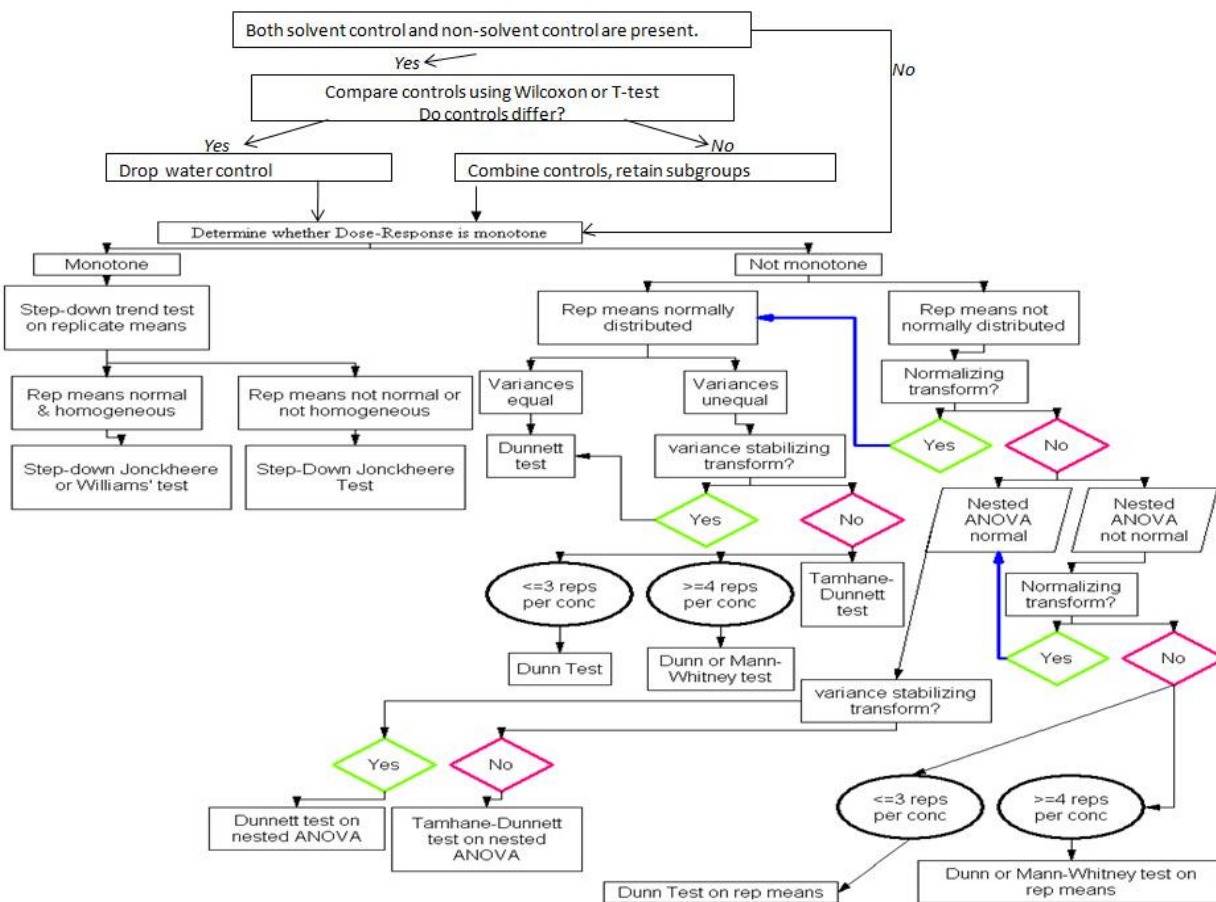 Both solvent control and non-solvent control are present.
Yes
No
Compare controls using Wilcoxon or T-test
Do controls differ?
Yes
No
Drop water control
Combine controls, retain subgroups
Determine whether Dose-Response is monotone
Monotone
Not monotone
Step-down trend test
on replicate means
Rep means normally
distributed
Rep means not
normally distributed
Rep means normal
& homogeneous
Rep means not normal or
not homogeneous
Variances
equal
Variances
unequal
Normalizing
transform?
Step-down Jonckheere
or Williams' test
Step-Down Jonckheere
Test
Dunnett
test
variance stabilizing
transform?
Yes
No
Yes
No
Nested
ANOVA
normal
Nested
ANOVA
not normal
<=3 reps
per conc
>=4 reps
per conc
Tamhane-
Dunnett
test
Normalizing
transform?
Dunn Test
Dunn or Mann-
Whitney test
Yes
No
variance stabilizing
transform?
Yes
No
<=3 reps
per conc
>=4 reps
per conc
Dunnett test on
nested ANOVA
Tamhane-Dunnett
test on nested
ANOVA
Dunn Test on rep means
Dunn or Mann-Whitney test on
rep means